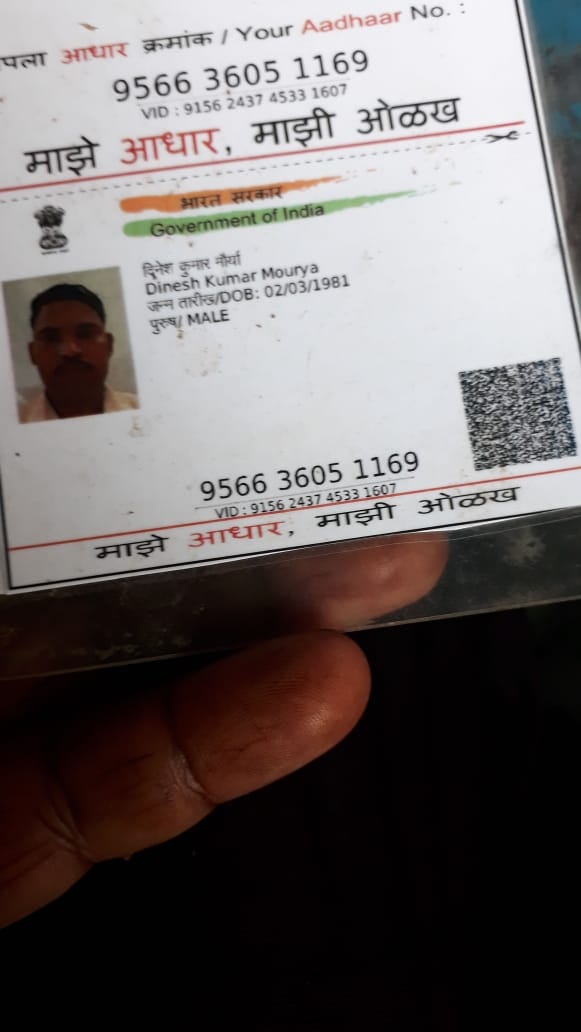 आधार क्रमांक / Your Aadhaar No. :
9566 3605 1169
VID : 9156 2437 4533 1607
माझे आधार, माझी ओळख
भारत सरकार
Government of India
दिनेश कुमार मौर्या
Dinesh Kumar Mourya
जन्म तारीख/DOB: 02/03/1981
पुरुष/ MALE
9566 3605 1169
VID : 9156 2437 4533 1607
माझे आधार, माझी ओळख